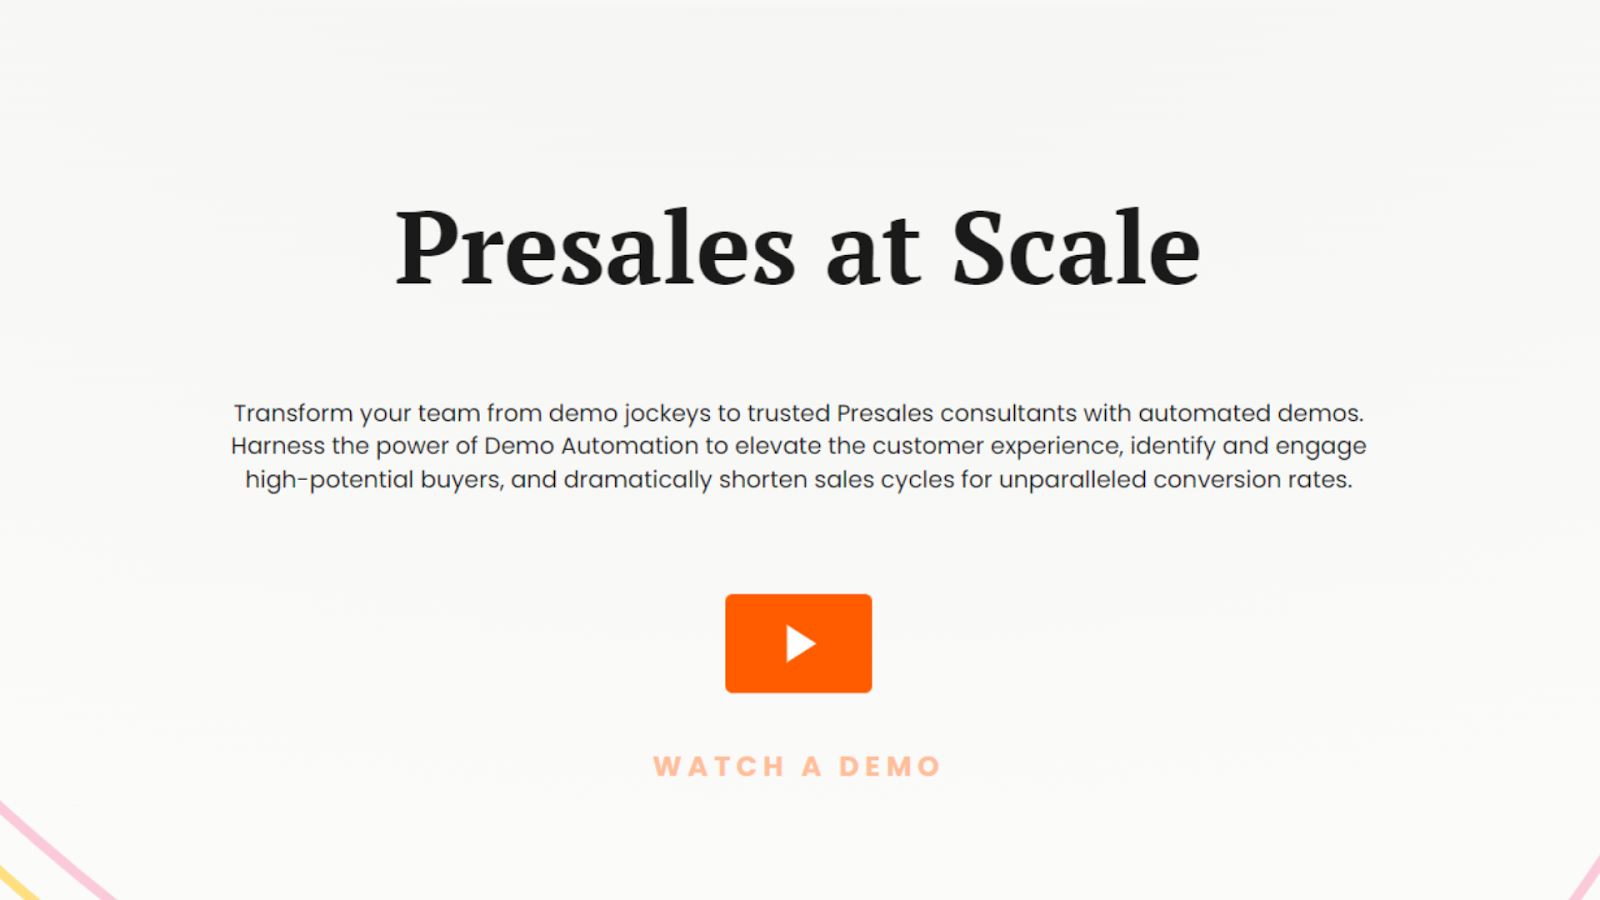 Presales at Scale
Transform your team from demo jockeys to trusted Presales consultants with automated demos.
Harness the power of Demo Automation to elevate the customer experience, identify and engage
high-potential buyers, and dramatically shorten sales cycles for unparalleled conversion rates.
WATCH A DEMO